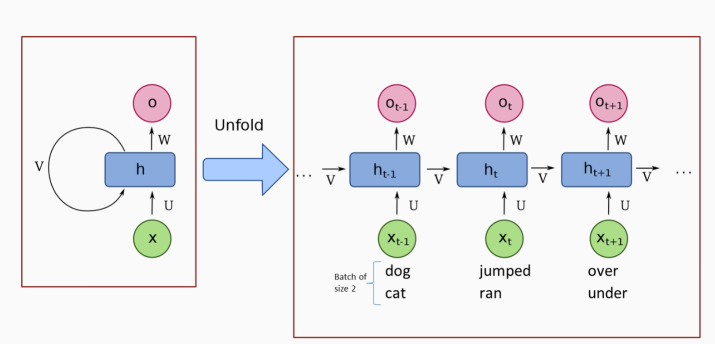 o
W
V
h
U
x
Unfold
o_{t-1} o_t o_{t+1}
W W W
... V h_{t-1} V h_t V h_{t+1} V ...
U U U
x_{t-1} x_t x_{t+1}
Batch of
size 2
dog jumped over
cat ran under